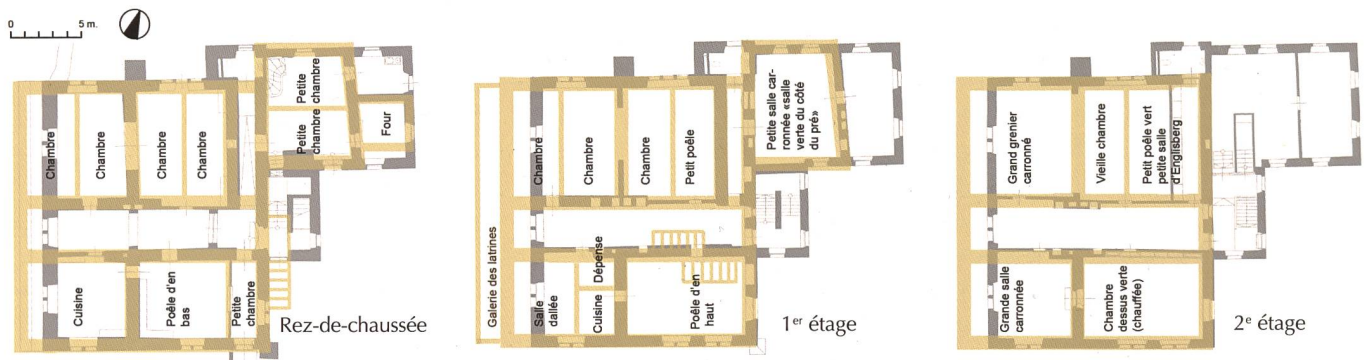 0 5 m.
Chambre
Chambre
Chambre
Chambre
Petite
chambre
Petite
chambre
Four
Cuisine
Poêle d'en
bas
Petite
chambre
Rez-de-chaussée
Galerie des latrines
Chambre
Chambre
Chambre
Petit poêle
Petite salle car-
ronnée «salle
verte du côté
du pré»
Salle
dallée
Dépense
Cuisine
Poêle d'en
haut
1er étage
Grand grenier
carronné
Vieille chambre
Petit poêle vert
petite salle
d'Englisberg
Grande salle
carronnée
Chambre
dessus verte
(chauffée)
2e étage